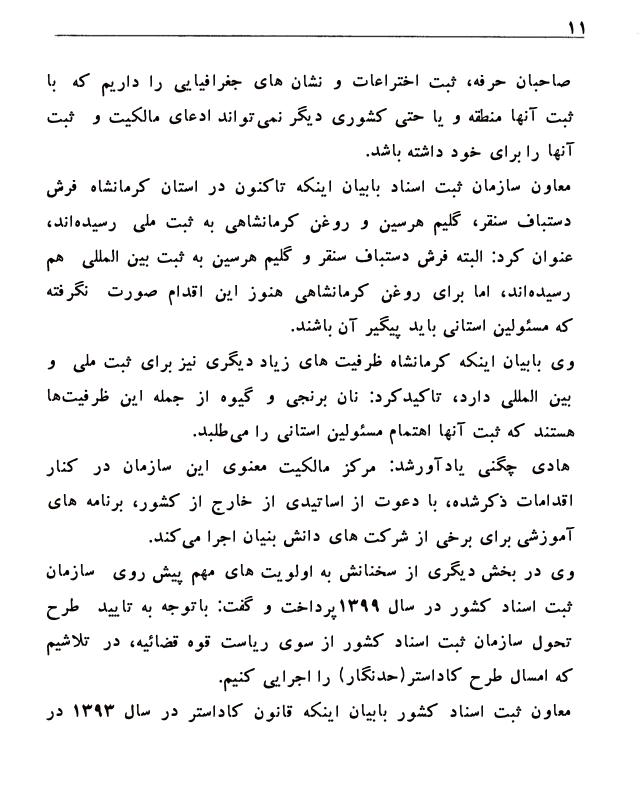 ۱۱
صاحبان حرفه، ثبت اختراعات و نشان های جغرافیایی را داریم که با
ثبت آنها منطقه و یا حتی کشوری دیگر نمی‌تواند ادعای مالکیت و ثبت
آنها را برای خود داشته باشد.
معاون سازمان ثبت اسناد بابیان اینکه تاکنون در استان کرمانشاه فرش
دستباف سنقر، گلیم هرسین و روغن کرمانشاهی به ثبت ملی رسیده‌اند،
عنوان کرد: البته فرش دستباف سنقر و گلیم هرسین به ثبت بین المللی هم
رسیده‌اند، اما برای روغن کرمانشاهی هنوز این اقدام صورت نگرفته
که مسئولین استانی باید پیگیر آن باشند.
وی بابیان اینکه کرمانشاه ظرفیت های زیاد دیگری نیز برای ثبت ملی و
بین المللی دارد، تاکیدکرد: نان برنجی و گیوه از جمله این ظرفیت‌ها
هستند که ثبت آنها اهتمام مسئولین استانی را می‌طلبد.
هادی چگنی یادآورشد: مرکز مالکیت معنوی این سازمان در کنار
اقدامات ذکرشده، با دعوت از اساتیدی از خارج از کشور، برنامه های
آموزشی برای برخی از شرکت های دانش بنیان اجرا می‌کند.
وی در بخش دیگری از سخنانش به اولویت های مهم پیش روی سازمان
ثبت اسناد کشور در سال ۱۳۹۹پرداخت و گفت: باتوجه به تایید طرح
تحول سازمان ثبت اسناد کشور از سوی ریاست قوه قضائیه، در تلاشیم
که امسال طرح کاداستر(حدنگار) را اجرایی کنیم.
معاون ثبت اسناد کشور بابیان اینکه قانون کاداستر در سال ۱۳۹۳ در